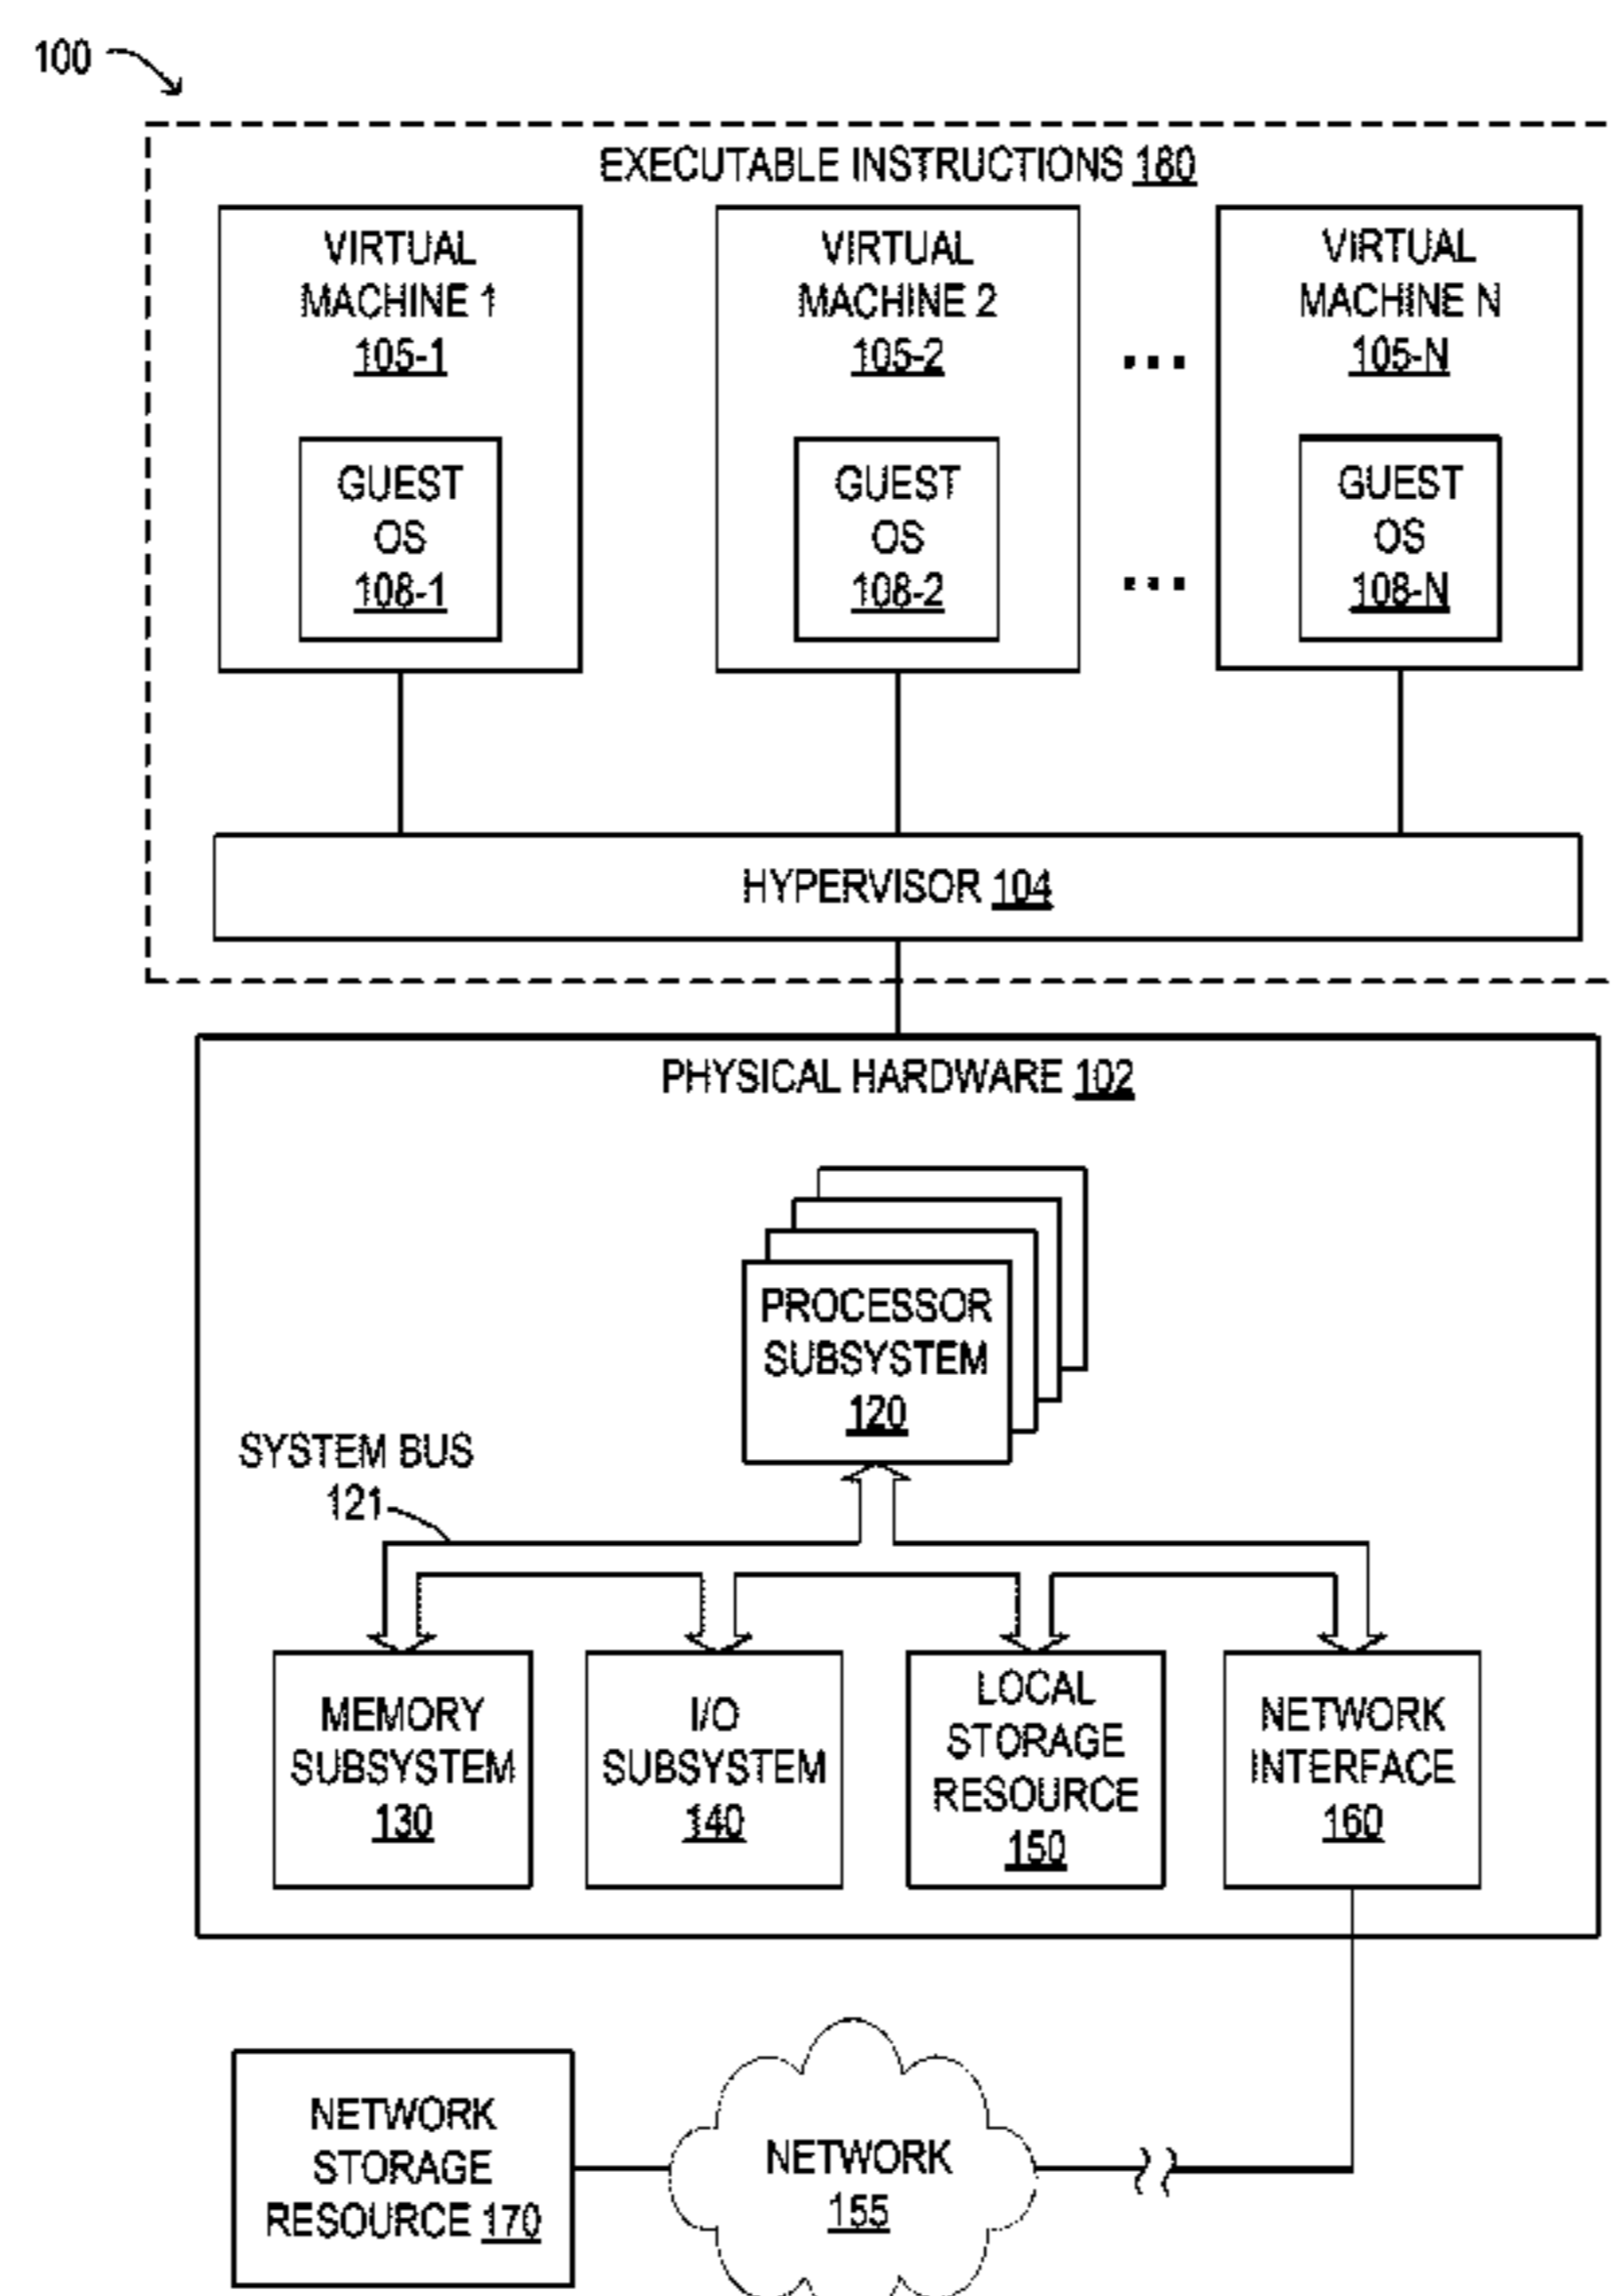 100
EXECUTABLE INSTRUCTIONS 180
VIRTUAL
MACHINE 1
105-1
GUEST
OS
108-1
VIRTUAL
MACHINE 2
105-2
GUEST
OS
108-2
...
...
VIRTUAL
MACHINE N
105-N
GUEST
OS
108-N
HYPERVISOR 104
PHYSICAL HARDWARE 102
PROCESSOR
SUBSYSTEM
120
SYSTEM BUS
121
MEMORY
SUBSYSTEM
130
I/O
SUBSYSTEM
140
LOCAL
STORAGE
RESOURCE
150
NETWORK
INTERFACE
160
NETWORK
STORAGE
RESOURCE 170
NETWORK
155